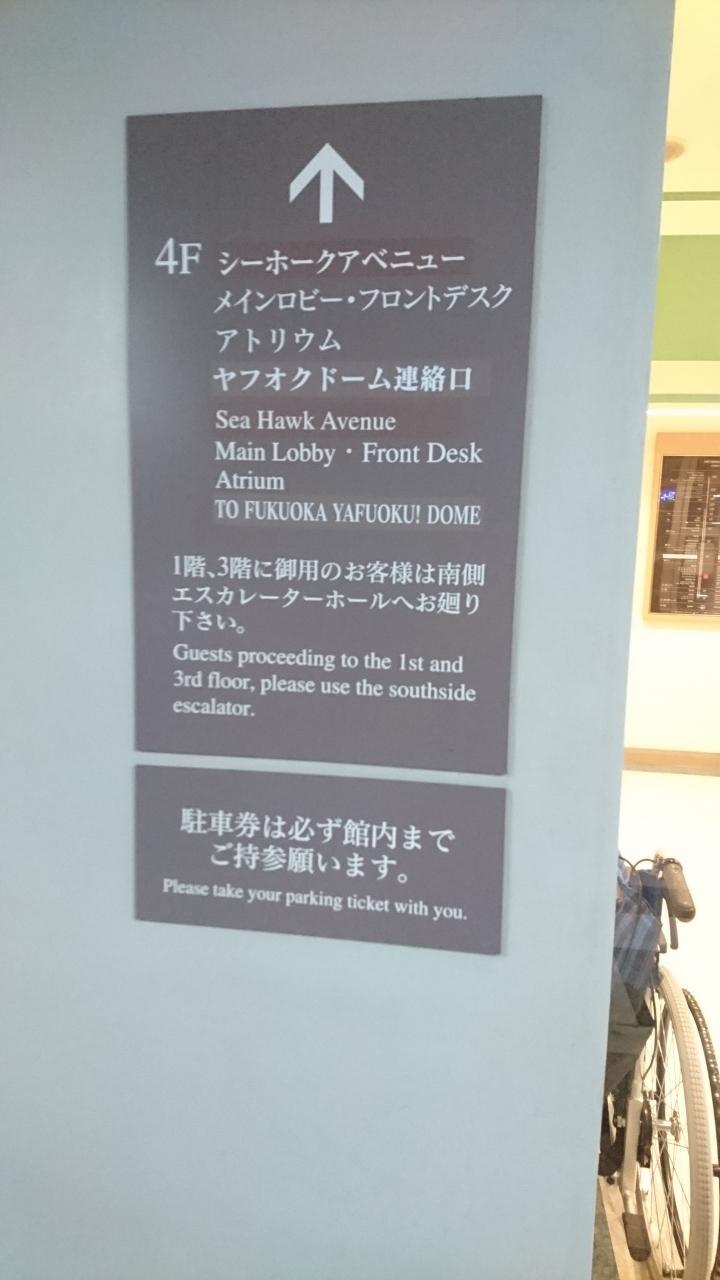 4F シーホークアベニュー
メインロビー・フロントデスク
アトリウム
ヤフオクドーム連絡口
Sea Hawk Avenue
Main Lobby・Front Desk
Atrium
TO FUKUOKA YAFUOKU! DOME
1階、3階に御用のお客様は南側
エスカレーターホールへお廻り
下さい。
Guests proceeding to the 1st and
3rd floor, please use the southside
escalator.
駐車券は必ず館内まで
ご持参願います。
Please take your parking ticket with you.